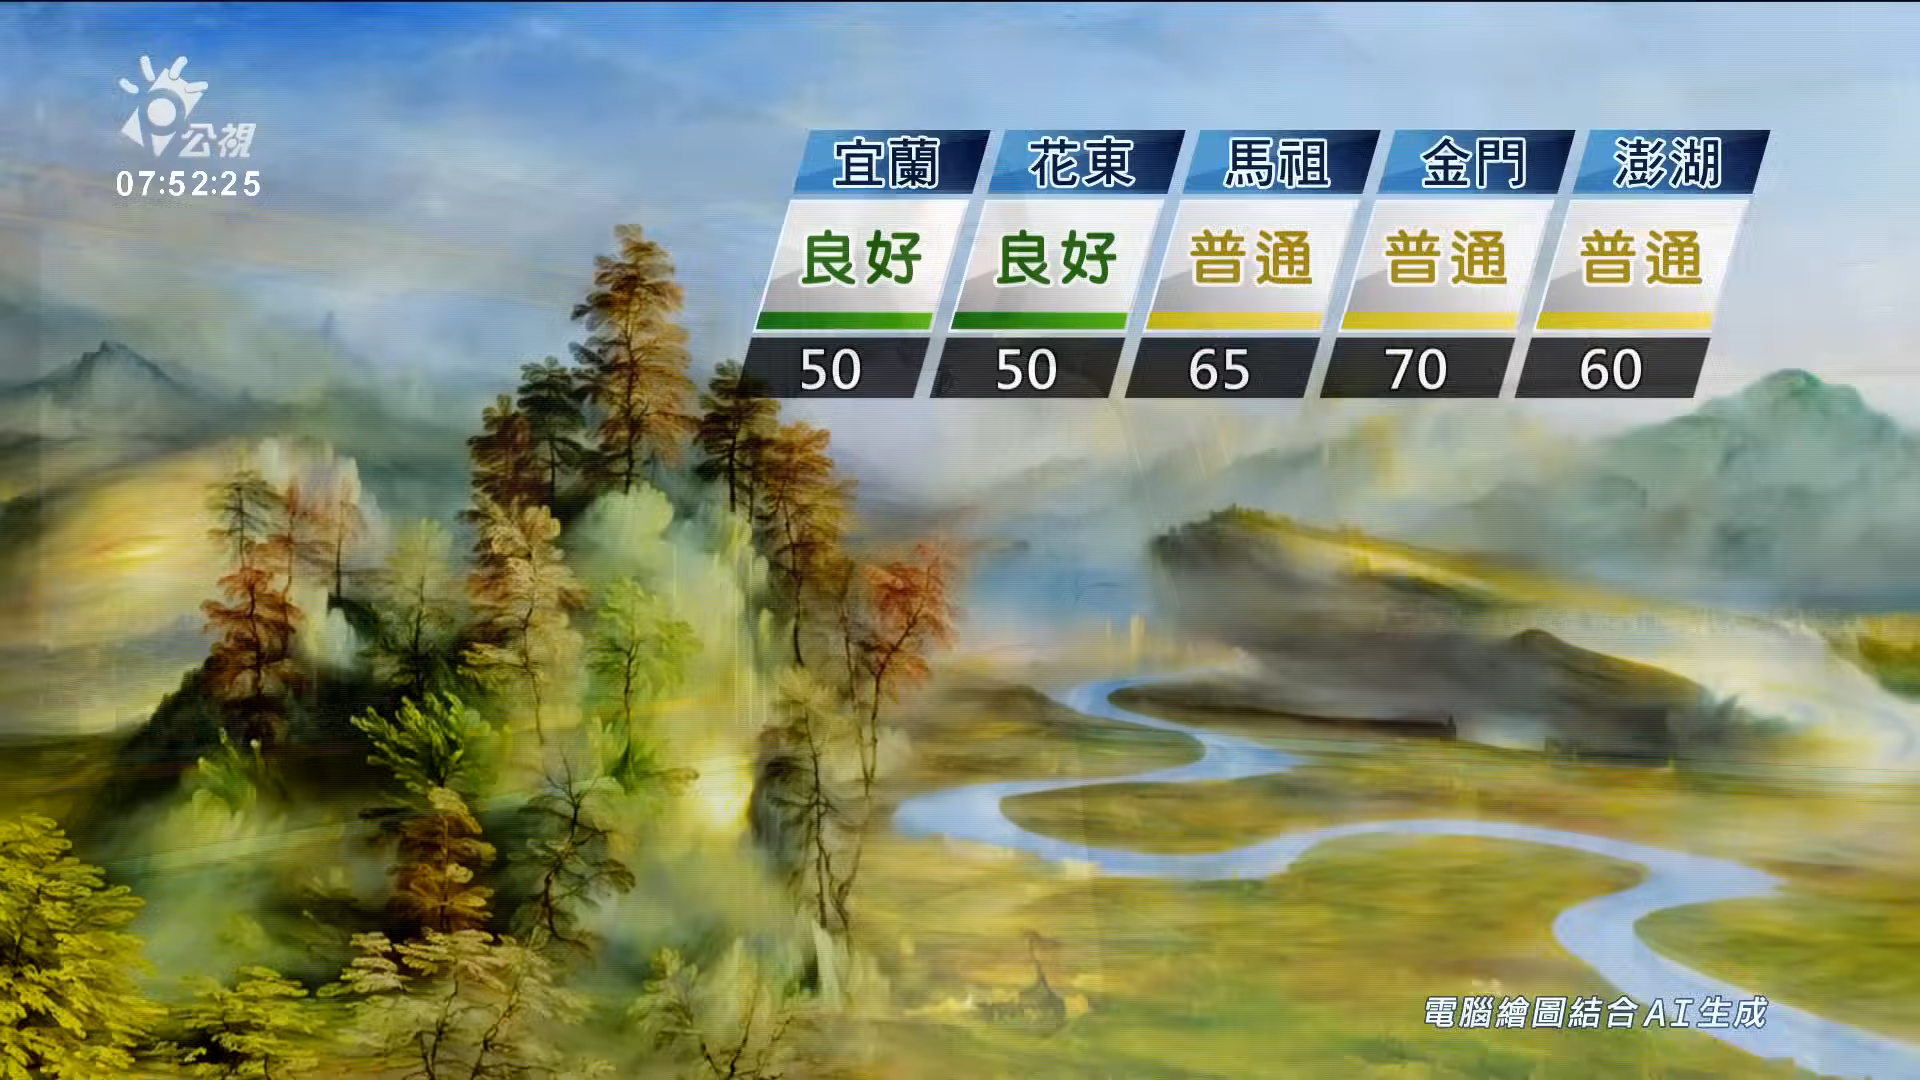 公視
07:52:25
宜蘭 花東 馬祖 金門 澎湖
良好 良好 普通 普通 普通
50 50 65 70 60
電腦繪圖結合AI生成